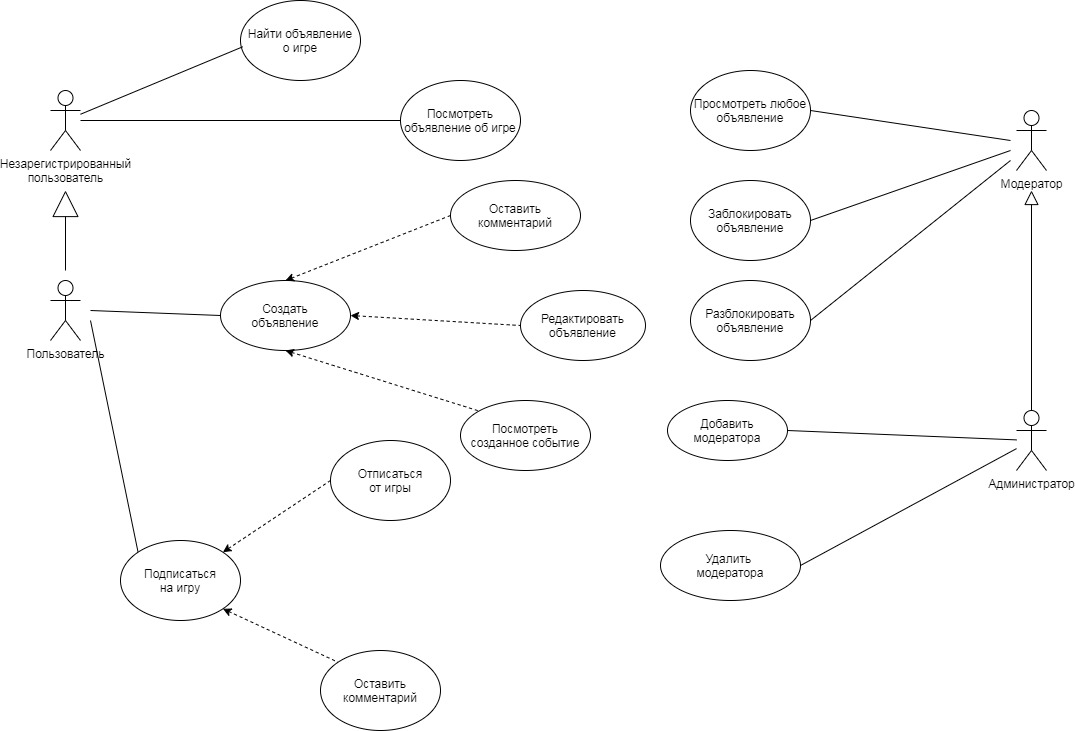 Найти объявление
о игре
Посмотреть
объявление об игре
Незарегистрированный
пользователь
Оставить
комментарий
Создать
объявление
Редактировать
объявление
Пользователь
Посмотреть
созданное событие
Отписаться
от игры
Подписаться
на игру
Оставить
комментарий
Просмотреть любое
объявление
Модератор
Заблокировать
объявление
Разблокировать
объявление
Добавить
модератора
Администратор
Удалить
модератора